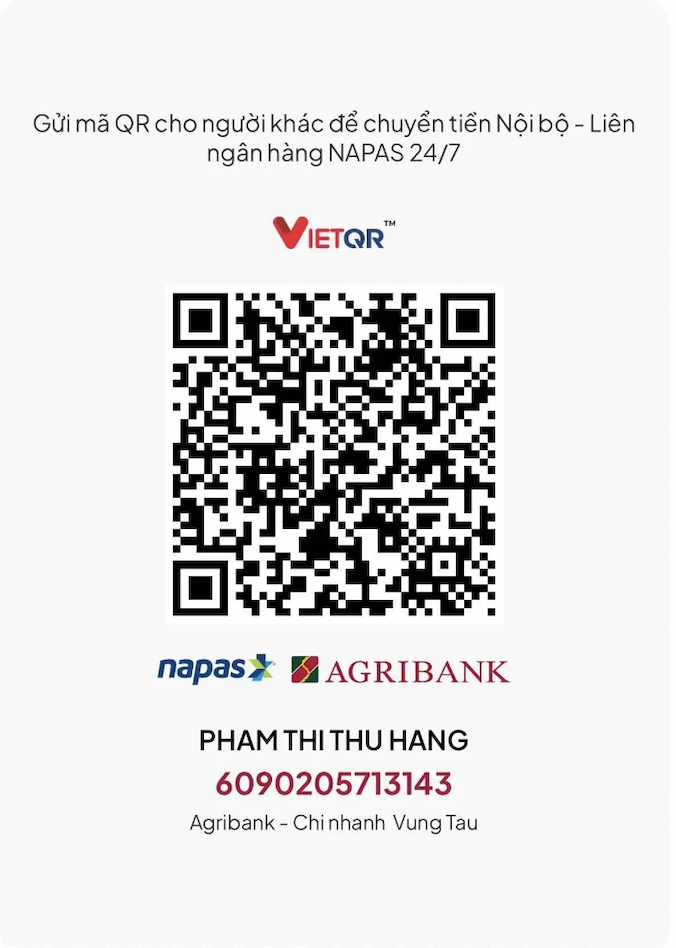 Gửi mã QR cho người khác để chuyển tiền Nội bộ - Liên
ngân hàng NAPAS 24/7
VIETQR™
napas AGRIBANK
PHAM THI THU HANG
6090205713143
Agribank - Chi nhanh Vung Tau